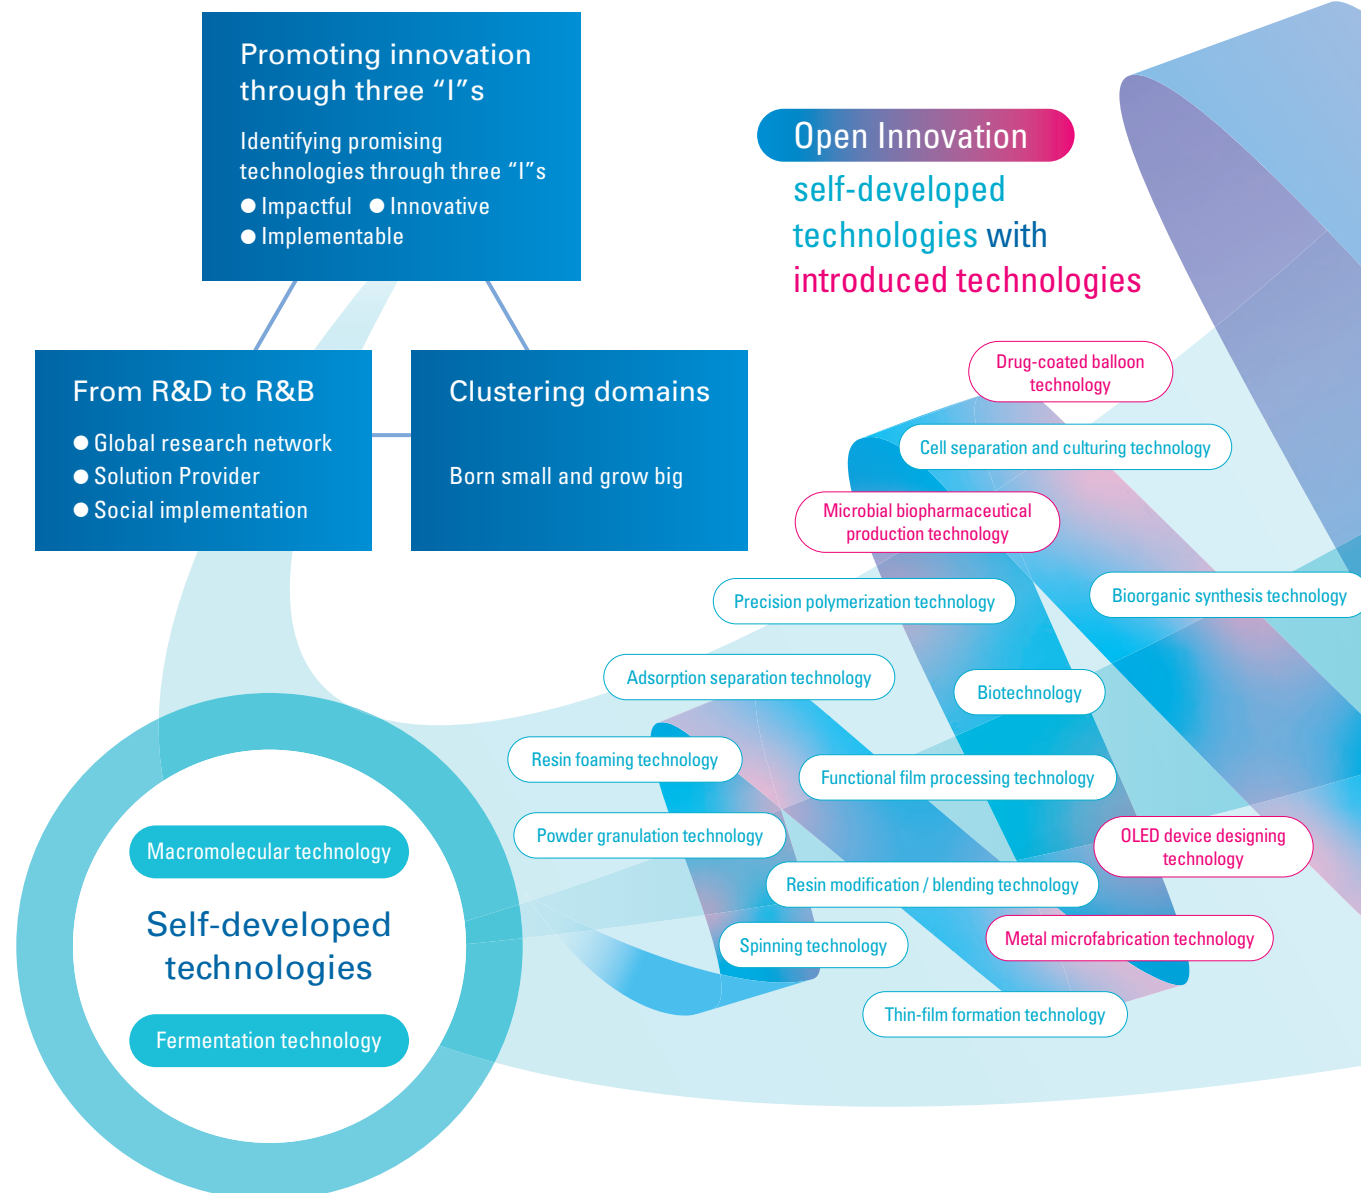 Promoting innovation
through three “I”s
Identifying promising
technologies through three “I”s
● Impactful ● Innovative
● Implementable
From R&D to R&B
● Global research network
● Solution Provider
● Social implementation
Clustering domains
Born small and grow big
Open Innovation
self-developed
technologies with
introduced technologies
Drug-coated balloon
technology
Cell separation and culturing technology
Microbial biopharmaceutical
production technology
Precision polymerization technology
Bioorganic synthesis technology
Adsorption separation technology
Biotechnology
Resin foaming technology
Functional film processing technology
Powder granulation technology
OLED device designing
technology
Resin modification / blending technology
Spinning technology
Metal microfabrication technology
Thin-film formation technology
Macromolecular technology
Self-developed
technologies
Fermentation technology